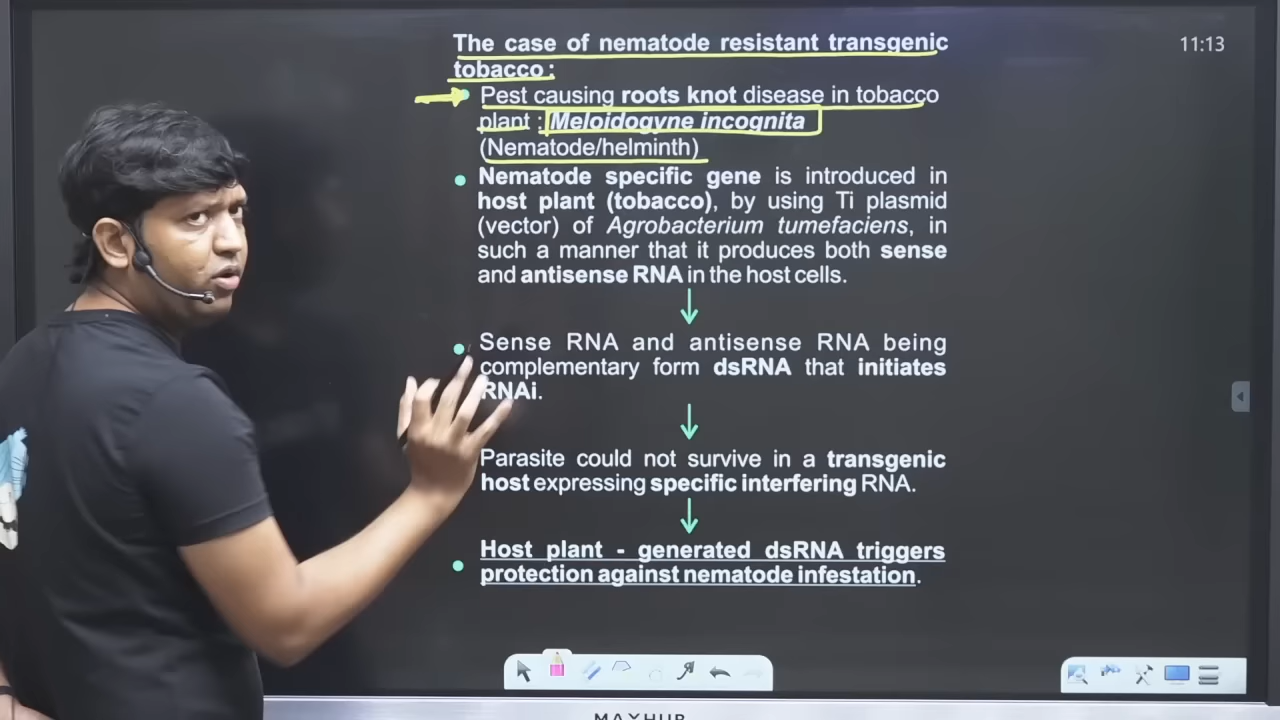 The case of nematode resistant transgenic
tobacco :
11:13
Pest causing roots knot disease in tobacco
plant : Meloidogyne incognita
(Nematode/helminth)
Nematode specific gene is introduced in
host plant (tobacco), by using Ti plasmid
(vector) of Agrobacterium tumefaciens, in
such a manner that it produces both sense
and antisense RNA in the host cells.
Sense RNA and antisense RNA being
complementary form dsRNA that initiates
RNAi.
Parasite could not survive in a transgenic
host expressing specific interfering RNA.
Host plant - generated dsRNA triggers
protection against nematode infestation.
MAXHUB